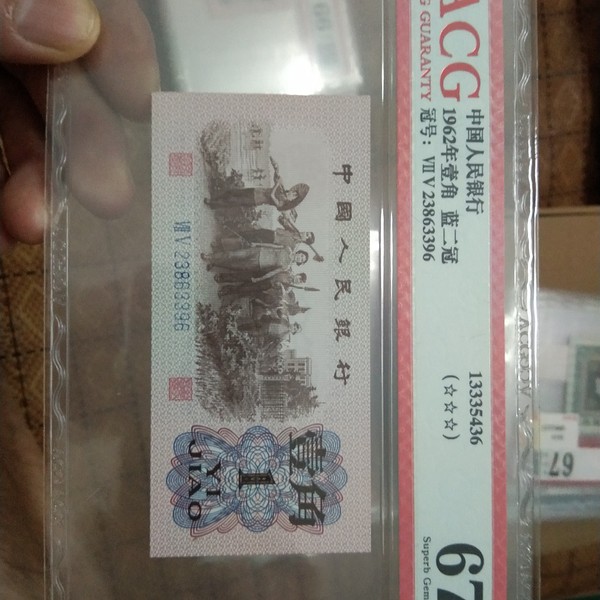 ACG
GUARANTY
中国人民银行
1962年壹角 蓝二冠
冠号: VII V 23863396
13335436
(☆☆☆)
67
Superb Gem
中國人民銀行
VII V 23863396
壹角
1
YI JIAO
67